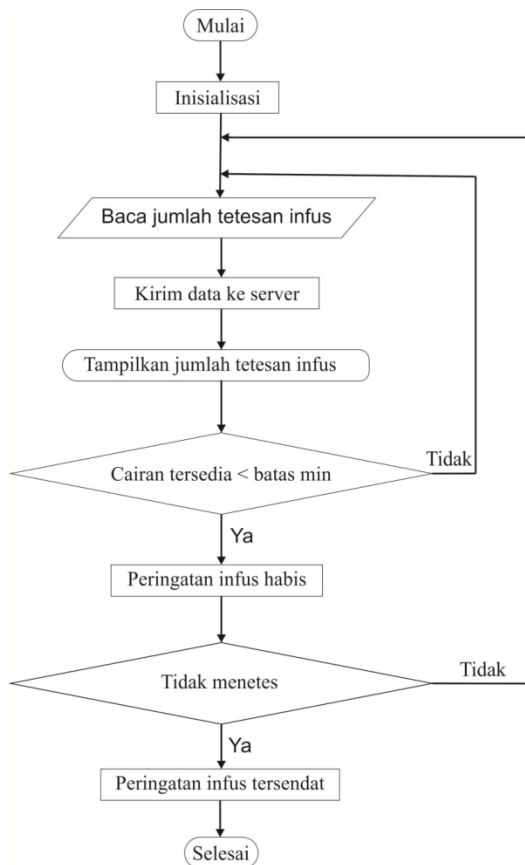 Mulai
Inisialisasi
Baca jumlah tetesan infus
Kirim data ke server
Tampilkan jumlah tetesan infus
Cairan tersedia < batas min
Tidak
Ya
Peringatan infus habis
Tidak menetes
Tidak
Ya
Peringatan infus tersendat
Selesai